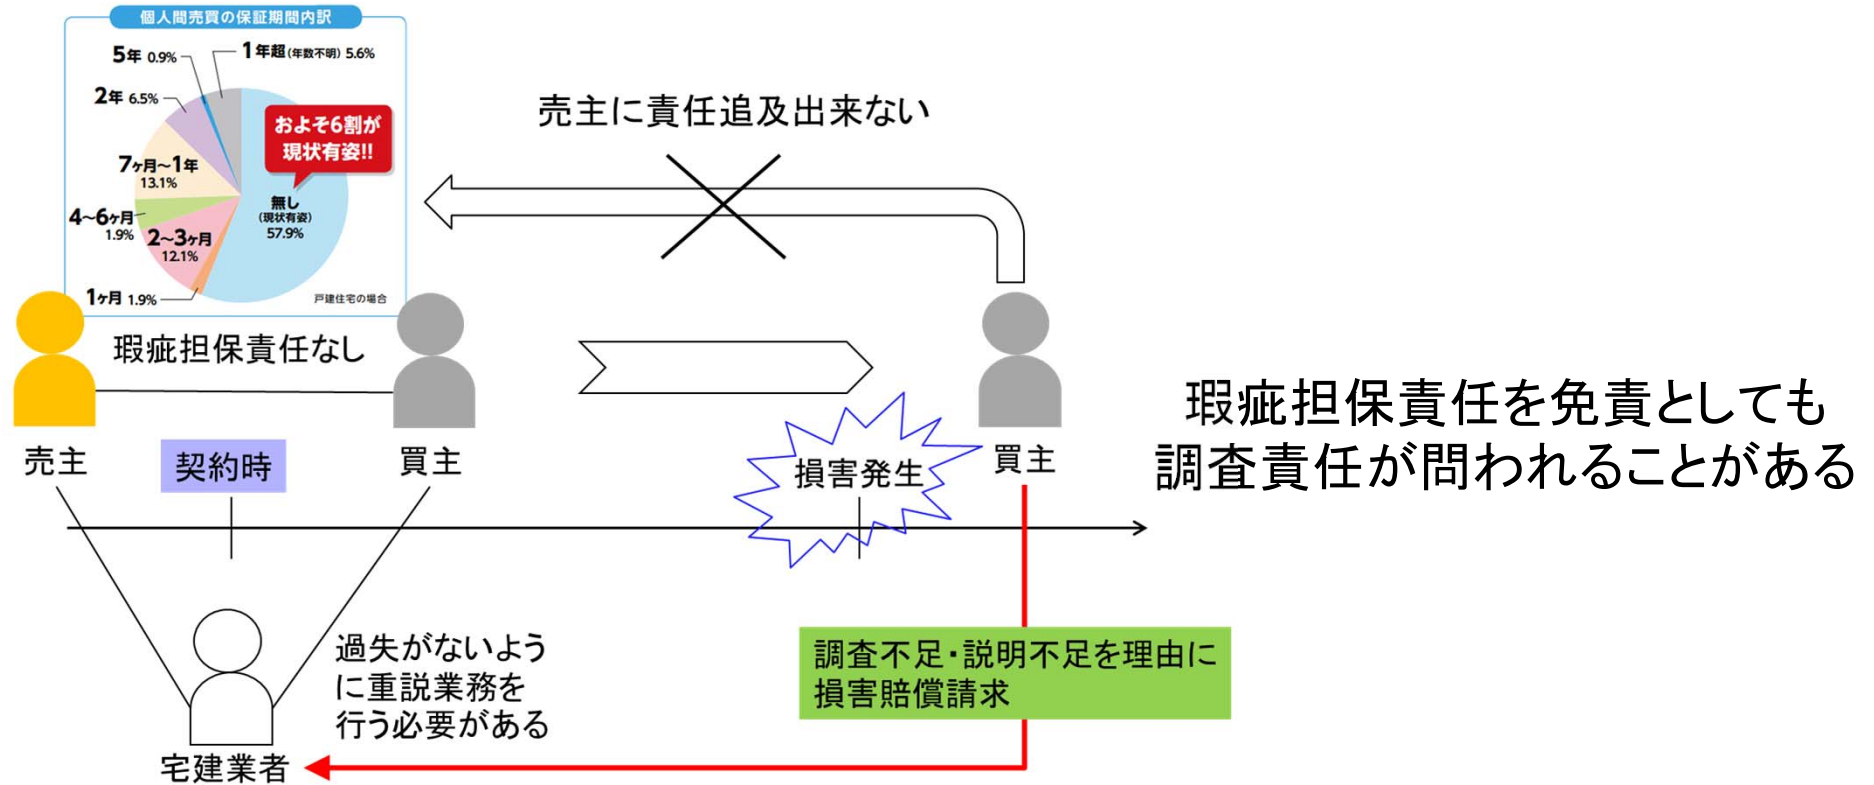 個人間売買の保証期間内訳
5年 0.9%
1年超(年数不明) 5.6%
2年 6.5%
およそ6割が
現状有姿!!
7ヶ月〜1年
13.1%
無し
(現状有姿)
57.9%
4〜6ヶ月
1.9%
2〜3ヶ月
12.1%
1ヶ月 1.9%
戸建住宅の場合
売主に責任追及出来ない
瑕疵担保責任なし
売主
契約時
買主
損害発生
買主
瑕疵担保責任を免責としても
調査責任が問われることがある
過失がないよう
に重説業務を
行う必要がある
調査不足・説明不足を理由に
損害賠償請求
宅建業者